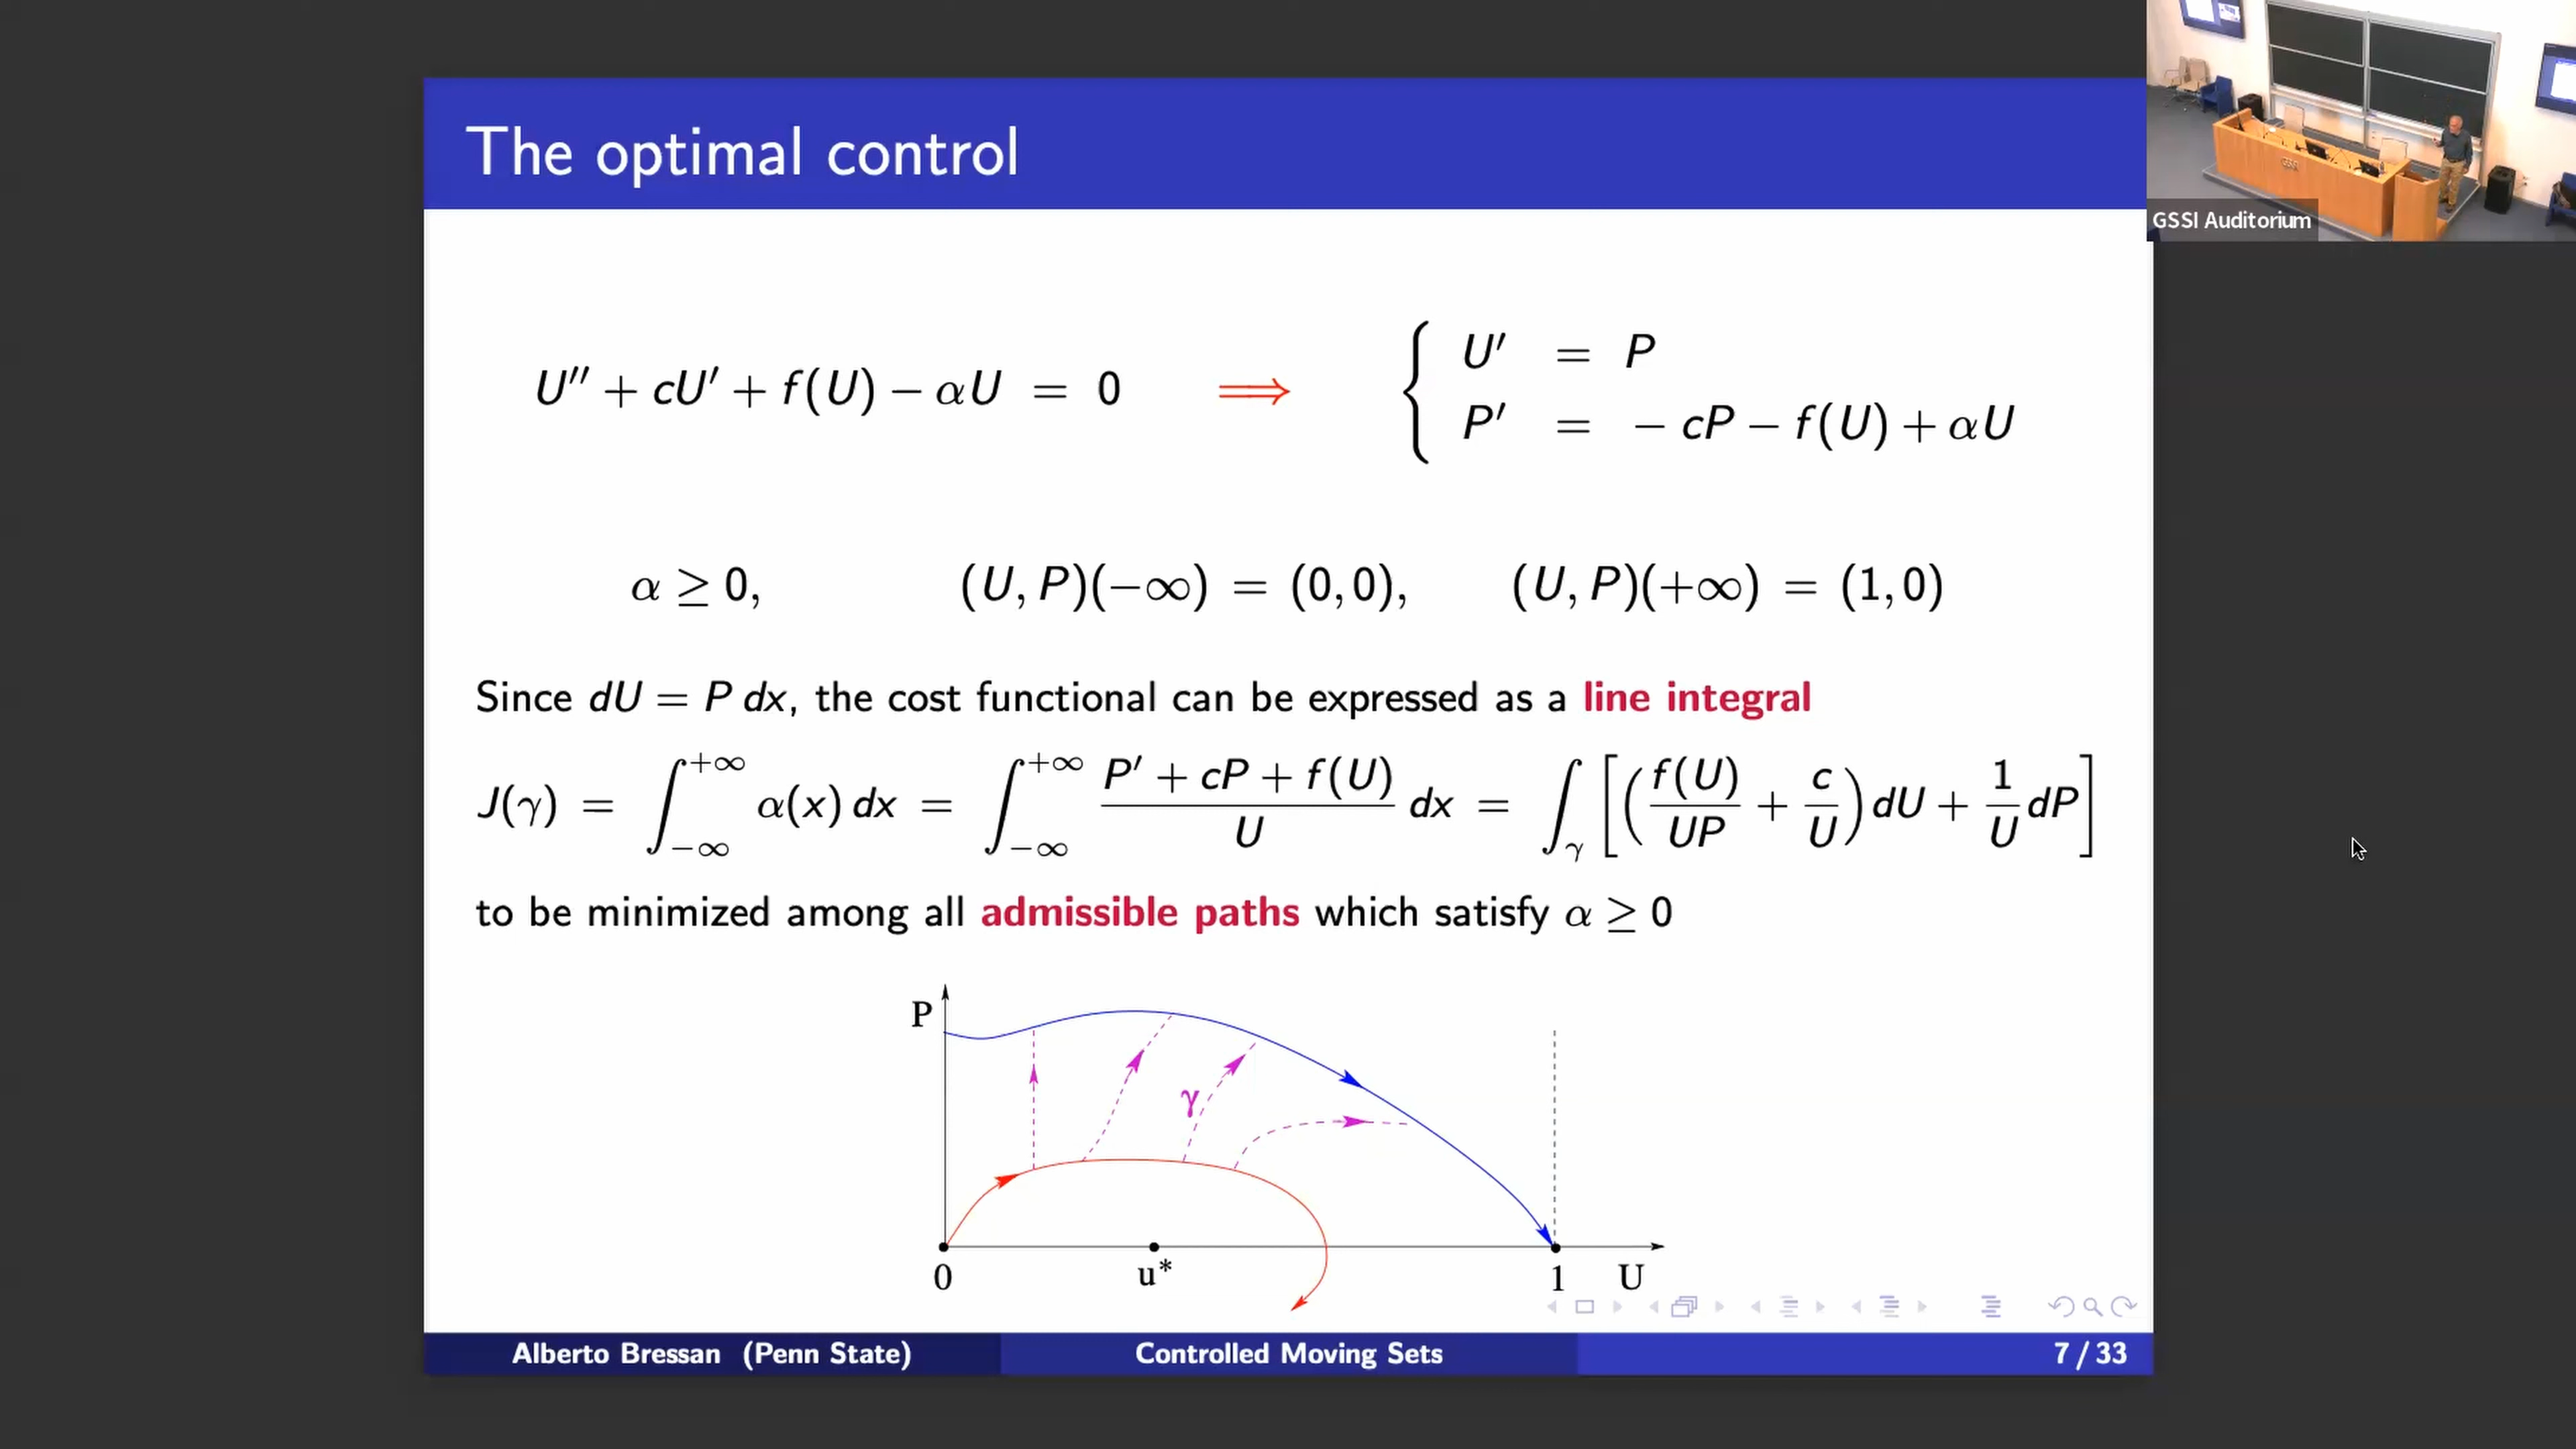 The optimal control
GSSI Auditorium
U″ + cU′ + f(U) − αU = 0 ⟹ { U′ = P
P′ = − cP − f(U) + αU
α ≥ 0, (U, P)(−∞) = (0, 0), (U, P)(+∞) = (1, 0)
Since dU = P dx, the cost functional can be expressed as a line integral
J(γ) = ∫_{−∞}^{+∞} α(x) dx = ∫_{−∞}^{+∞} (P′ + cP + f(U))/U dx = ∫_γ [(f(U)/UP + c/U) dU + 1/U dP]
to be minimized among all admissible paths which satisfy α ≥ 0
P
γ
0 u* 1 U
Alberto Bressan (Penn State) Controlled Moving Sets 7 / 33